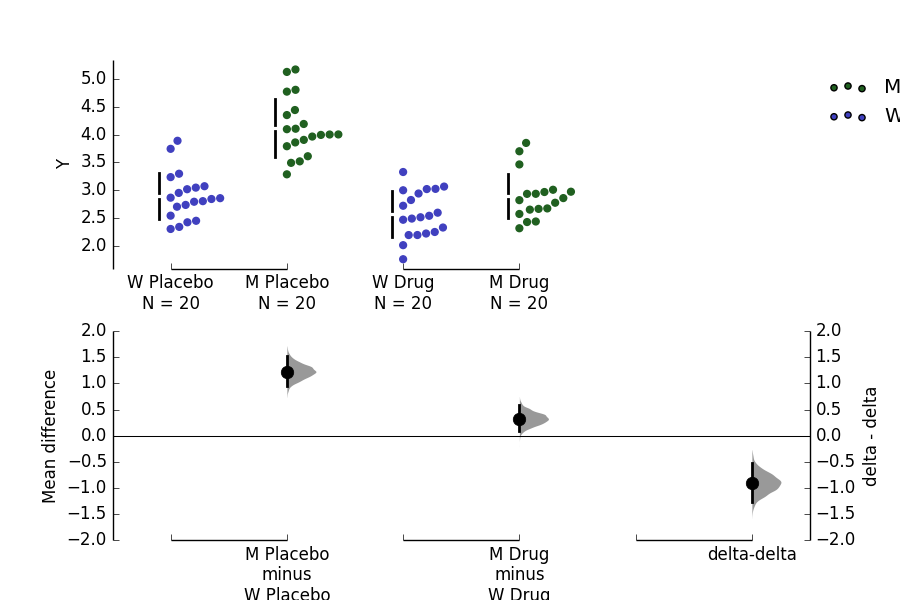 5.0
4.5
4.0
3.5
3.0
2.5
2.0
Y
M
W
W Placebo
N = 20
M Placebo
N = 20
W Drug
N = 20
M Drug
N = 20
2.0
1.5
1.0
0.5
0.0
−0.5
−1.0
−1.5
−2.0
Mean difference
2.0
1.5
1.0
0.5
0.0
−0.5
−1.0
−1.5
−2.0
delta - delta
M Placebo
minus
W Placebo
M Drug
minus
W Drug
delta-delta